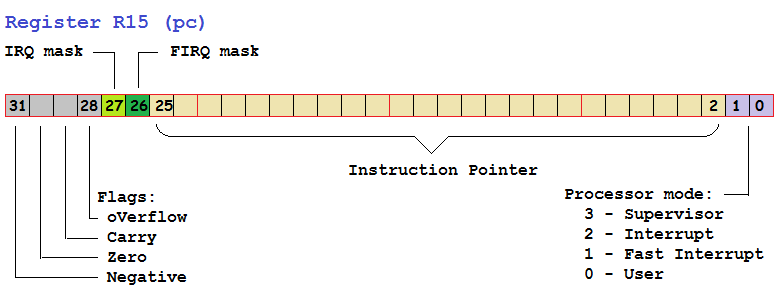 Register R15 (pc)
IRQ mask FIRQ mask
31 28 27 26 25 2 1 0
Instruction Pointer
Flags:
oVerflow
Carry
Zero
Negative
Processor mode:
3 - Supervisor
2 - Interrupt
1 - Fast Interrupt
0 - User